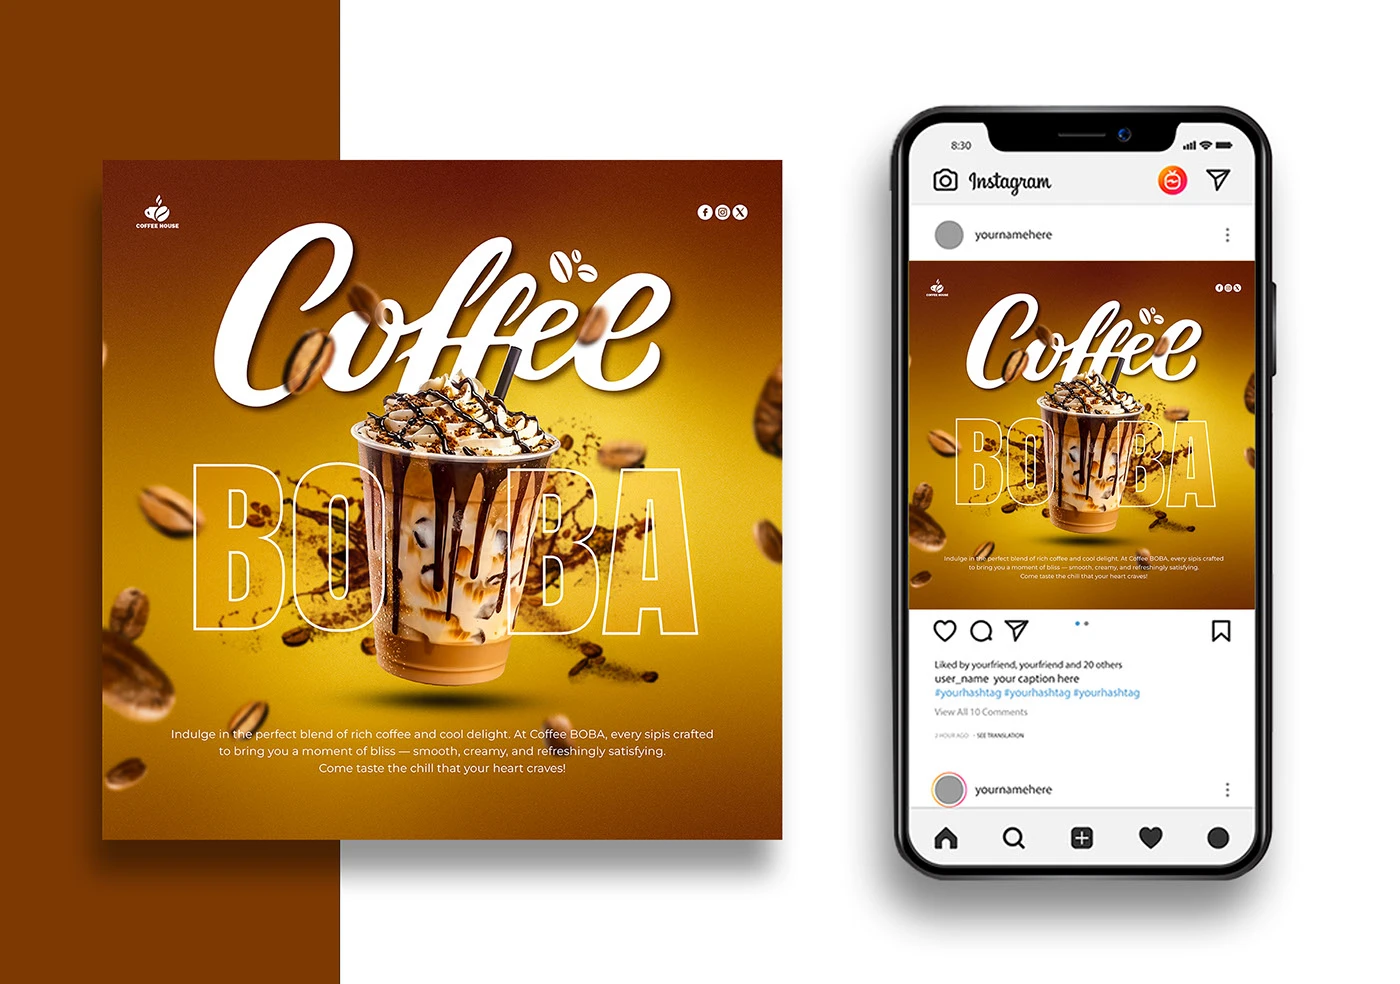 COFFEE HOUSE
Coffee
BOBA
Indulge in the perfect blend of rich coffee and cool delight. At Coffee BOBA, every sipis crafted
to bring you a moment of bliss — smooth, creamy, and refreshingly satisfying.
Come taste the chill that your heart craves!
8:30
Instagram
yournamehere
COFFEE HOUSE
Coffee
BOBA
Indulge in the perfect blend of rich coffee and cool delight. At Coffee BOBA, every sipis crafted
to bring you a moment of bliss — smooth, creamy, and refreshingly satisfying.
Come taste the chill that your heart craves!
Liked by yourfriend, yourfriend and 20 others
user_name your caption here
#yourhashtag #yourhashtag #yourhashtag
View All 10 Comments
2 HOUR AGO • SEE TRANSLATION
yournamehere